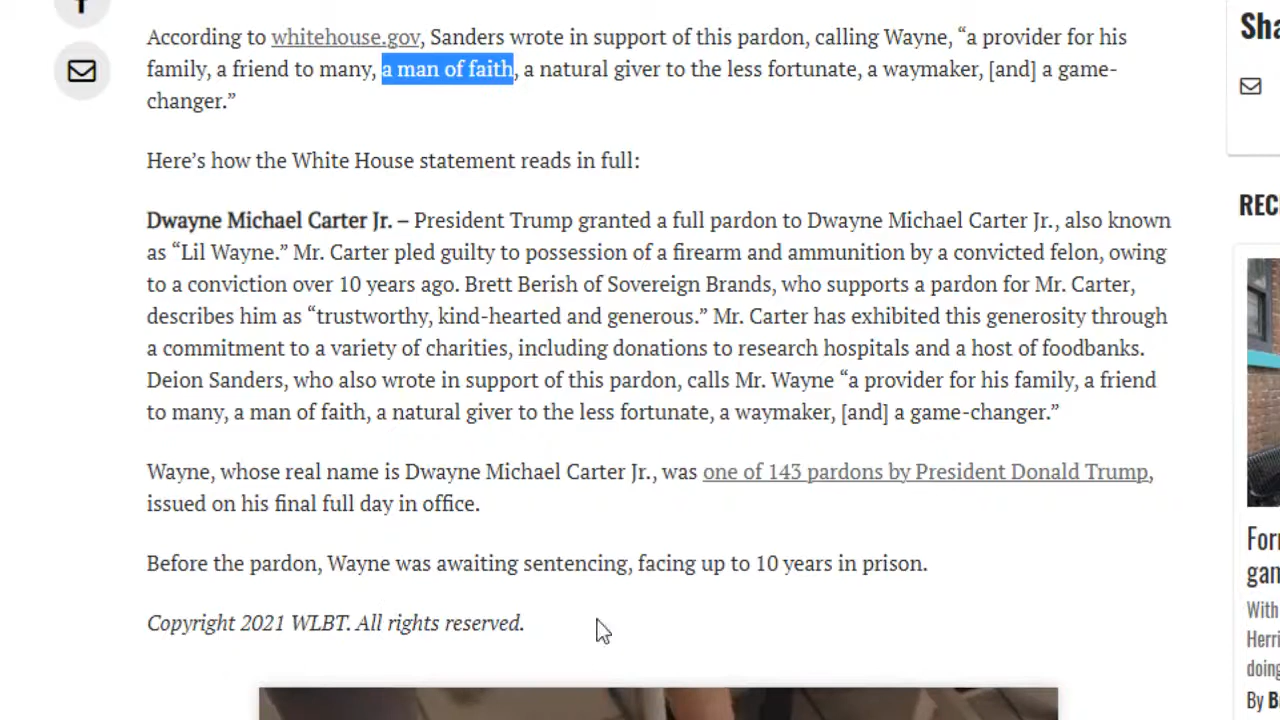 According to whitehouse.gov, Sanders wrote in support of this pardon, calling Wayne, “a provider for his
family, a friend to many, a man of faith, a natural giver to the less fortunate, a waymaker, [and] a game-
changer.”
Here’s how the White House statement reads in full:
Dwayne Michael Carter Jr. – President Trump granted a full pardon to Dwayne Michael Carter Jr., also known
as “Lil Wayne.” Mr. Carter pled guilty to possession of a firearm and ammunition by a convicted felon, owing
to a conviction over 10 years ago. Brett Berish of Sovereign Brands, who supports a pardon for Mr. Carter,
describes him as “trustworthy, kind-hearted and generous.” Mr. Carter has exhibited this generosity through
a commitment to a variety of charities, including donations to research hospitals and a host of foodbanks.
Deion Sanders, who also wrote in support of this pardon, calls Mr. Wayne “a provider for his family, a friend
to many, a man of faith, a natural giver to the less fortunate, a waymaker, [and] a game-changer.”
Wayne, whose real name is Dwayne Michael Carter Jr., was one of 143 pardons by President Donald Trump,
issued on his final full day in office.
Before the pardon, Wayne was awaiting sentencing, facing up to 10 years in prison.
Copyright 2021 WLBT. All rights reserved.
With
By